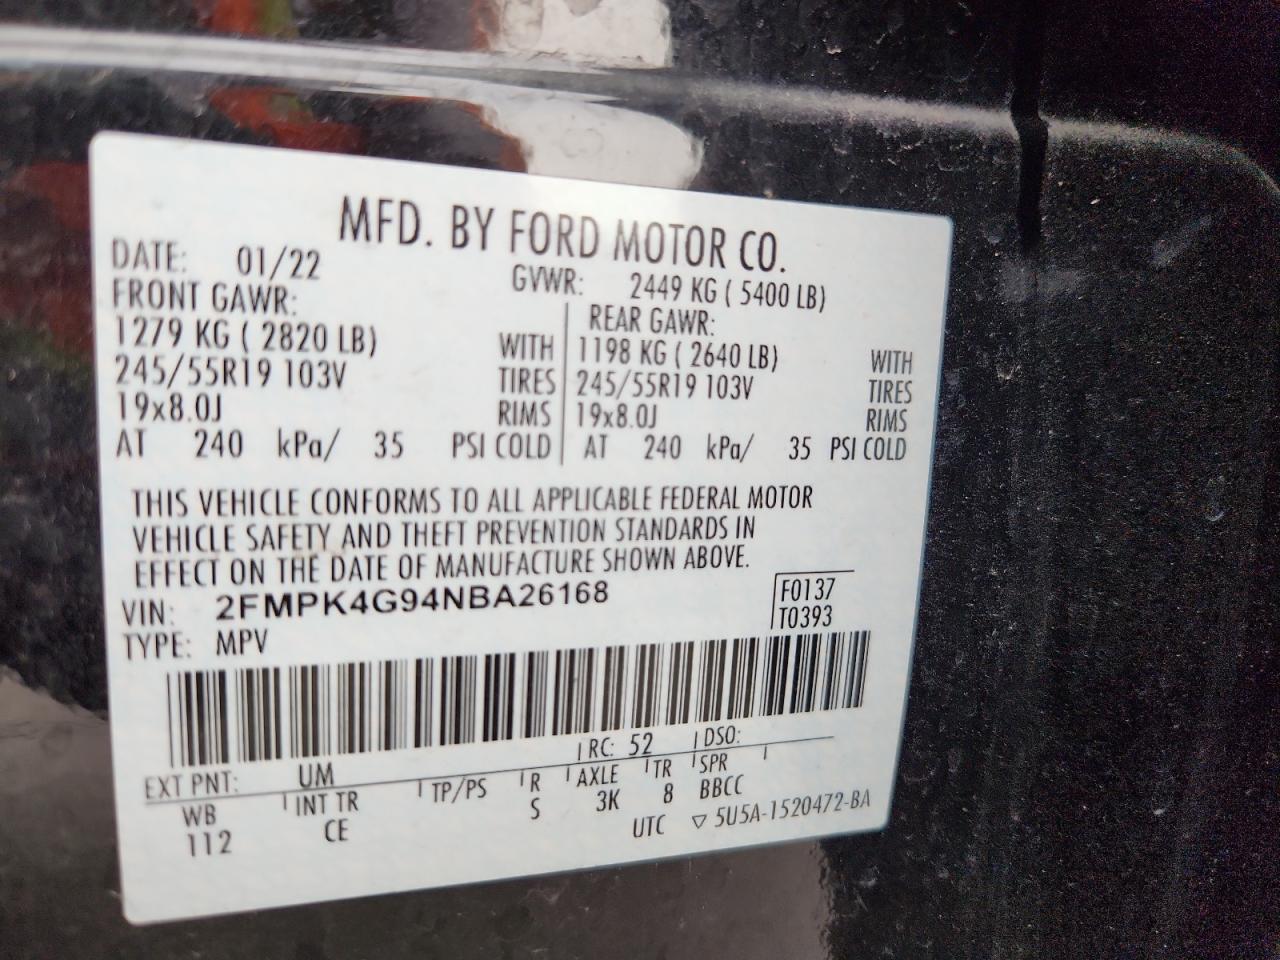 MFD. BY FORD MOTOR CO.
DATE: 01/22 GVWR: 2449 KG ( 5400 LB)
FRONT GAWR: REAR GAWR:
1279 KG ( 2820 LB) WITH 1198 KG ( 2640 LB) WITH
245/55R19 103V TIRES 245/55R19 103V TIRES
19x8.0J RIMS 19x8.0J RIMS
AT 240 kPa/ 35 PSI COLD AT 240 kPa/ 35 PSI COLD
THIS VEHICLE CONFORMS TO ALL APPLICABLE FEDERAL MOTOR
VEHICLE SAFETY AND THEFT PREVENTION STANDARDS IN
EFFECT ON THE DATE OF MANUFACTURE SHOWN ABOVE.
VIN: 2FMPK4G94NBA26168 F0137
TYPE: MPV T0393
EXT PNT: UM RC: 52 DSO:
WB INT TR TP/PS R AXLE TR SPR
112 CE S 3K 8 BBCC
UTC ▽ 5U5A-1520472-BA